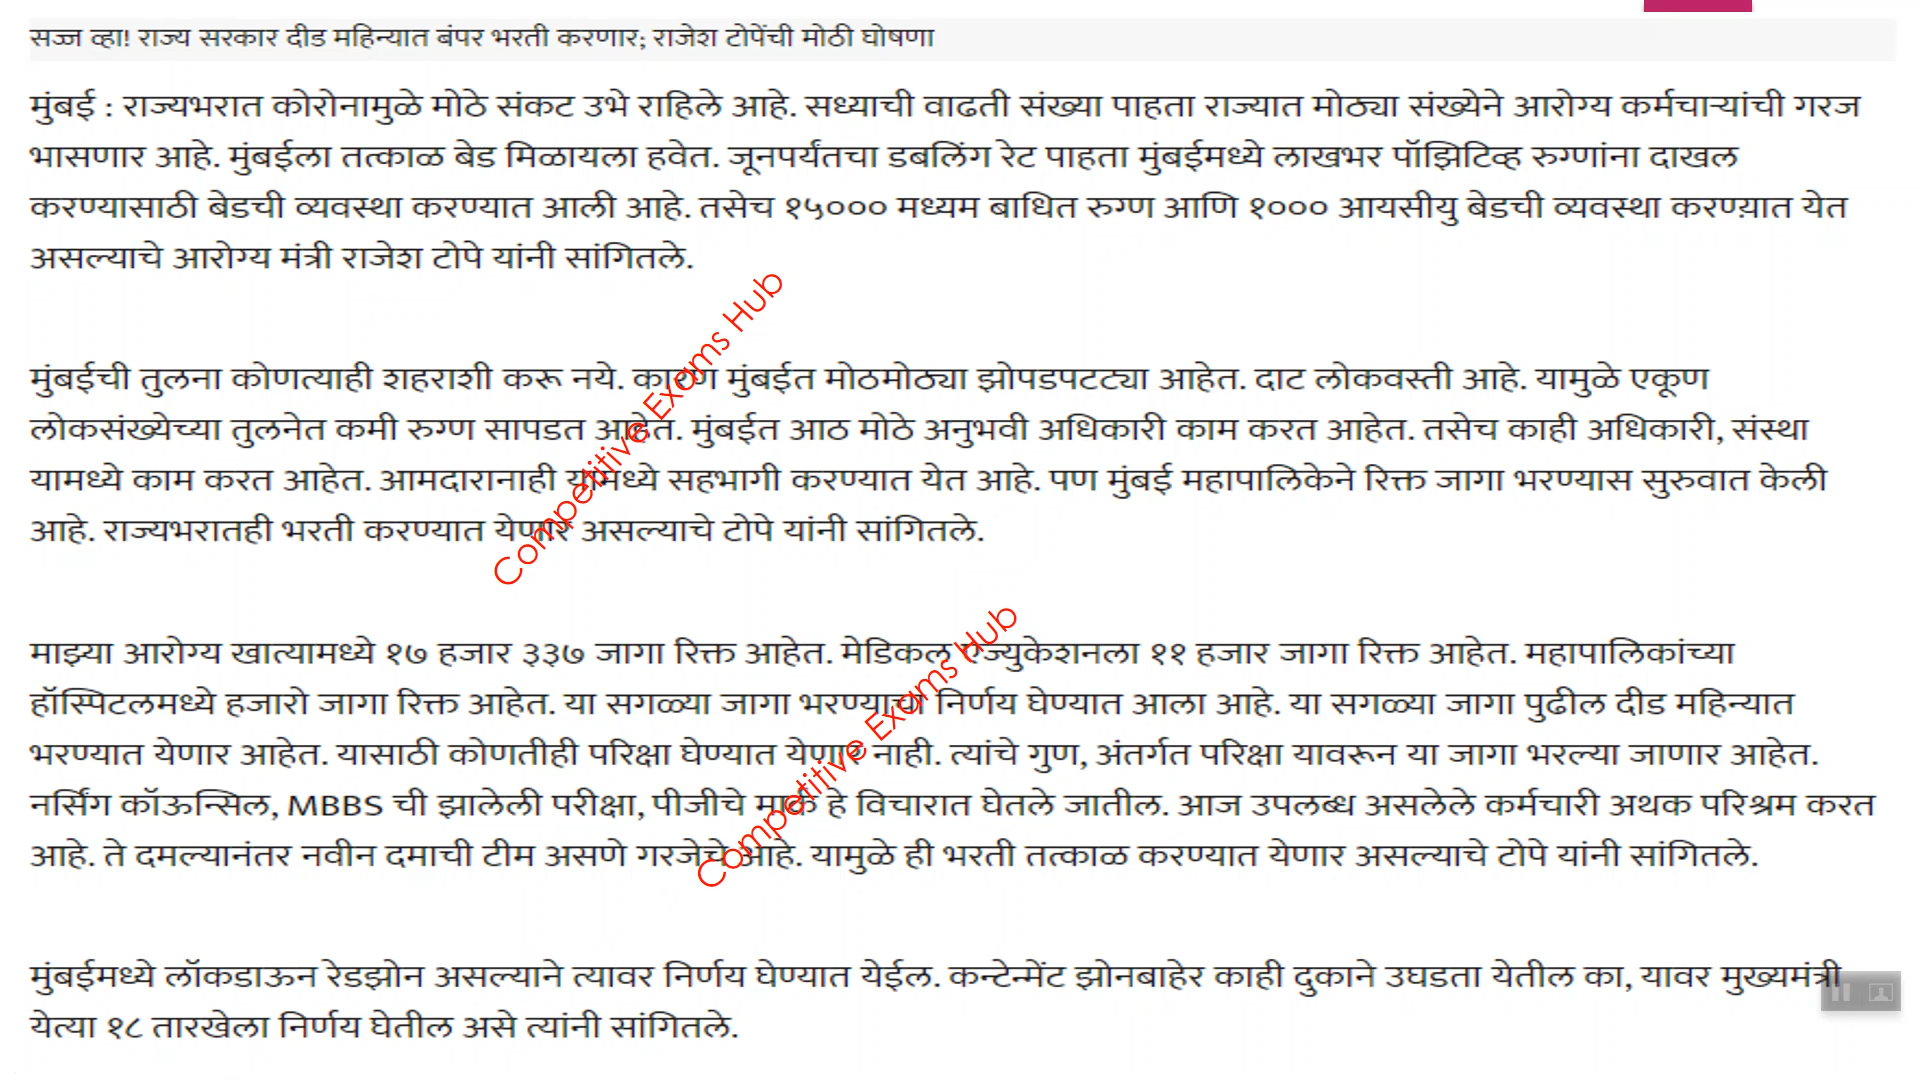 सज्ज व्हा! राज्य सरकार दीड महिन्यात बंपर भरती करणार; राजेश टोपेंची मोठी घोषणा
मुंबई : राज्यभरात कोरोनामुळे मोठे संकट उभे राहिले आहे. सध्याची वाढती संख्या पाहता राज्यात मोठ्या संख्येने आरोग्य कर्मचाऱ्यांची गरज
भासणार आहे. मुंबईला तत्काळ बेड मिळायला हवेत. जूनपर्यंतचा डबलिंग रेट पाहता मुंबईमध्ये लाखभर पॉझिटिव्ह रुग्णांना दाखल
करण्यासाठी बेडची व्यवस्था करण्यात आली आहे. तसेच १५००० मध्यम बाधित रुग्ण आणि १००० आयसीयु बेडची व्यवस्था करण्य़ात येत
असल्याचे आरोग्य मंत्री राजेश टोपे यांनी सांगितले.
मुंबईची तुलना कोणत्याही शहराशी करू नये. कारण मुंबईत मोठमोठ्या झोपडपटट्या आहेत. दाट लोकवस्ती आहे. यामुळे एकूण
लोकसंख्येच्या तुलनेत कमी रुग्ण सापडत आहेत. मुंबईत आठ मोठे अनुभवी अधिकारी काम करत आहेत. तसेच काही अधिकारी, संस्था
यामध्ये काम करत आहेत. आमदारानाही यामध्ये सहभागी करण्यात येत आहे. पण मुंबई महापालिकेने रिक्त जागा भरण्यास सुरुवात केली
आहे. राज्यभरातही भरती करण्यात येणार असल्याचे टोपे यांनी सांगितले.
माझ्या आरोग्य खात्यामध्ये १७ हजार ३३७ जागा रिक्त आहेत. मेडिकल एज्युकेशनला ११ हजार जागा रिक्त आहेत. महापालिकांच्या
हॉस्पिटलमध्ये हजारो जागा रिक्त आहेत. या सगळ्या जागा भरण्याचा निर्णय घेण्यात आला आहे. या सगळ्या जागा पुढील दीड महिन्यात
भरण्यात येणार आहेत. यासाठी कोणतीही परिक्षा घेण्यात येणार नाही. त्यांचे गुण, अंतर्गत परिक्षा यावरून या जागा भरल्या जाणार आहेत.
नर्सिंग कॉऊन्सिल, MBBS ची झालेली परीक्षा, पीजीचे मार्क हे विचारात घेतले जातील. आज उपलब्ध असलेले कर्मचारी अथक परिश्रम करत
आहे. ते दमल्यानंतर नवीन दमाची टीम असणे गरजेचे आहे. यामुळे ही भरती तत्काळ करण्यात येणार असल्याचे टोपे यांनी सांगितले.
मुंबईमध्ये लॉकडाऊन रेडझोन असल्याने त्यावर निर्णय घेण्यात येईल. कन्टेन्मेंट झोनबाहेर काही दुकाने उघडता येतील का, यावर मुख्यमंत्री
येत्या १८ तारखेला निर्णय घेतील असे त्यांनी सांगितले.
Competitive Exams Hub
Competitive Exams Hub